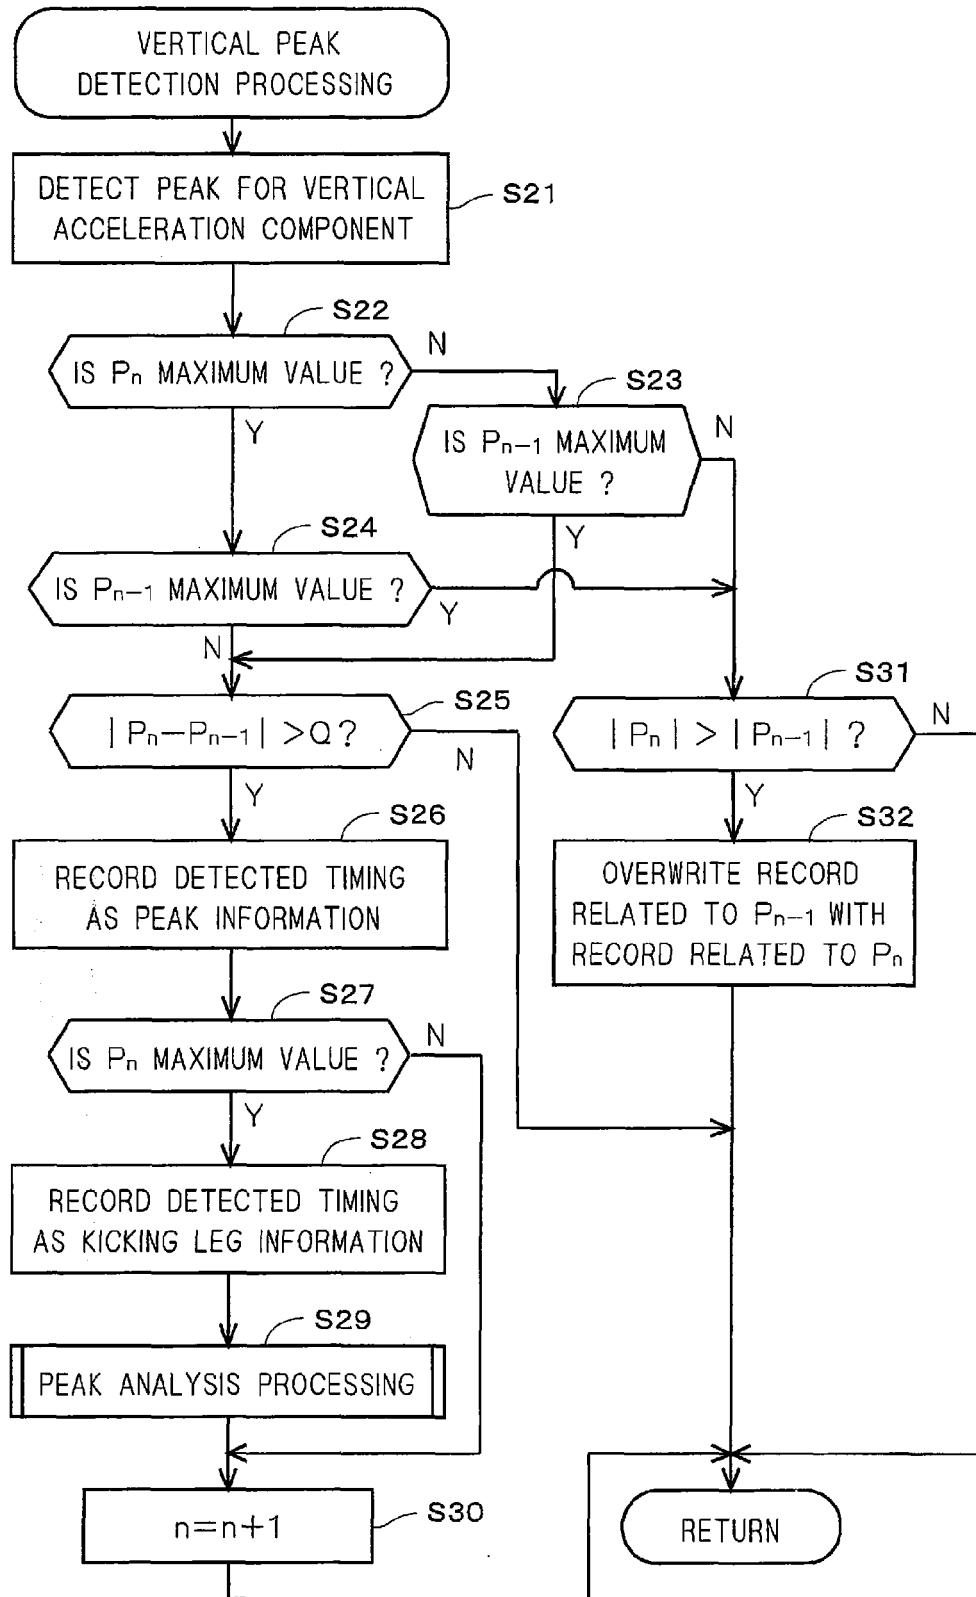 VERTICAL PEAK
DETECTION PROCESSING
DETECT PEAK FOR VERTICAL
ACCELERATION COMPONENT
S21
S22
IS Pn MAXIMUM VALUE ?
N
Y
S23
IS Pn-1 MAXIMUM
VALUE ?
N
Y
S24
IS Pn-1 MAXIMUM VALUE ?
Y
N
S25
|Pn-Pn-1| >Q?
N
Y
S31
|Pn| > |Pn-1| ?
N
Y
S26
RECORD DETECTED TIMING
AS PEAK INFORMATION
S32
OVERWRITE RECORD
RELATED TO Pn-1 WITH
RECORD RELATED TO Pn
S27
IS Pn MAXIMUM VALUE ?
N
Y
S28
RECORD DETECTED TIMING
AS KICKING LEG INFORMATION
S29
PEAK ANALYSIS PROCESSING
n=n+1
S30
RETURN